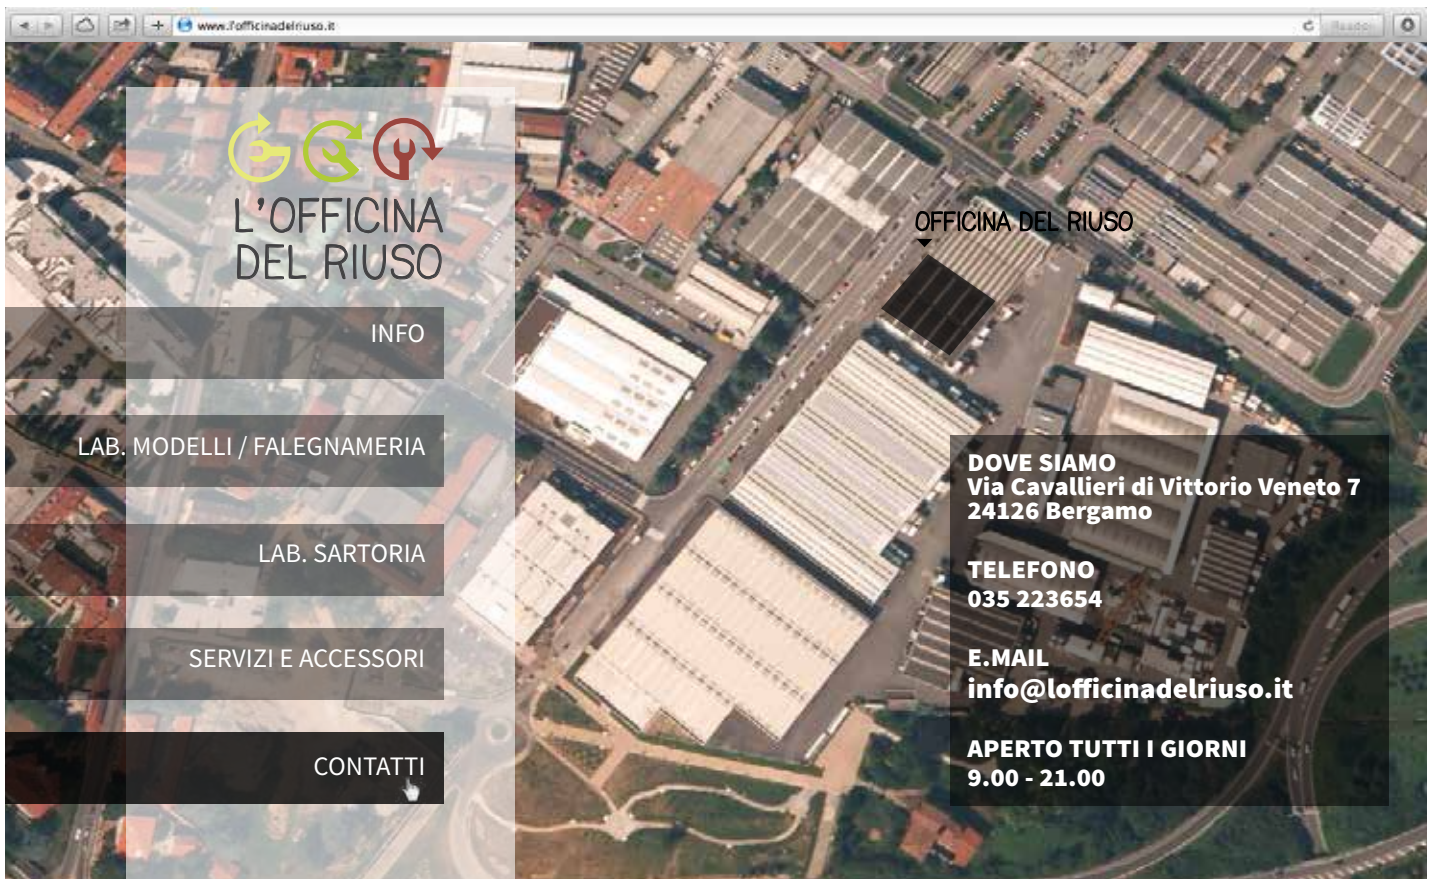 www.l'officinadelriuso.it
Reader
L'OFFICINA
DEL RIUSO
INFO
LAB. MODELLI / FALEGNAMERIA
LAB. SARTORIA
SERVIZI E ACCESSORI
CONTATTI
OFFICINA DEL RIUSO
DOVE SIAMO
Via Cavallieri di Vittorio Veneto 7
24126 Bergamo
TELEFONO
035 223654
E.MAIL
info@lofficinadelriuso.it
APERTO TUTTI I GIORNI
9.00 - 21.00